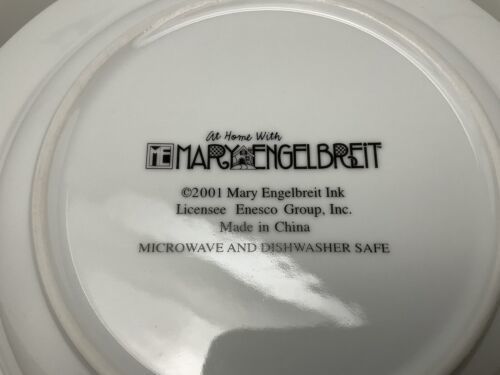 At Home With
ME MARY ENGELBREIT
©2001 Mary Engelbreit Ink
Licensee Enesco Group, Inc.
Made in China
MICROWAVE AND DISHWASHER SAFE